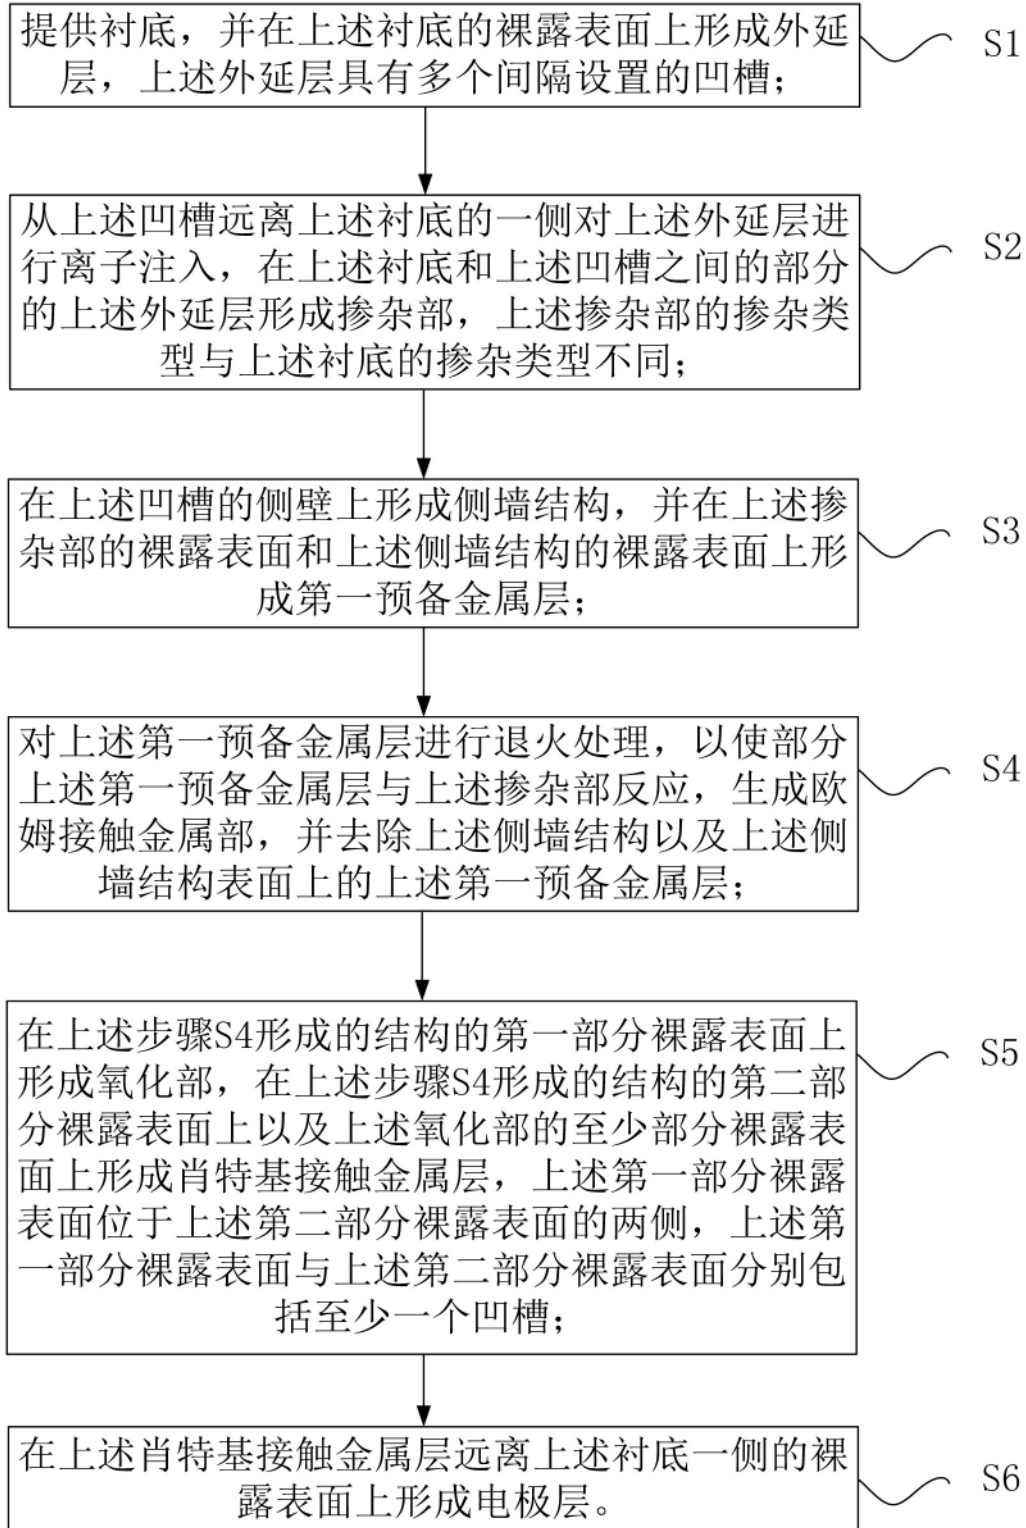 提供衬底，并在上述衬底的裸露表面上形成外延
层，上述外延层具有多个间隔设置的凹槽；
S1
从上述凹槽远离上述衬底的一侧对上述外延层进
行离子注入，在上述衬底和上述凹槽之间的部分
的上述外延层形成掺杂部，上述掺杂部的掺杂类
型与上述衬底的掺杂类型不同；
S2
在上述凹槽的侧壁上形成侧墙结构，并在上述掺
杂部的裸露表面和上述侧墙结构的裸露表面上形
成第一预备金属层；
S3
对上述第一预备金属层进行退火处理，以使部分
上述第一预备金属层与上述掺杂部反应，生成欧
姆接触金属部，并去除上述侧墙结构以及上述侧
墙结构表面上的上述第一预备金属层；
S4
在上述步骤S4形成的结构的第一部分裸露表面上
形成氧化部，在上述步骤S4形成的结构的第二部
分裸露表面上以及上述氧化部的至少部分裸露表
面上形成肖特基接触金属层，上述第一部分裸露
表面位于上述第二部分裸露表面的两侧，上述第
一部分裸露表面与上述第二部分裸露表面分别包
括至少一个凹槽；
S5
在上述肖特基接触金属层远离上述衬底一侧的裸
露表面上形成电极层。
S6